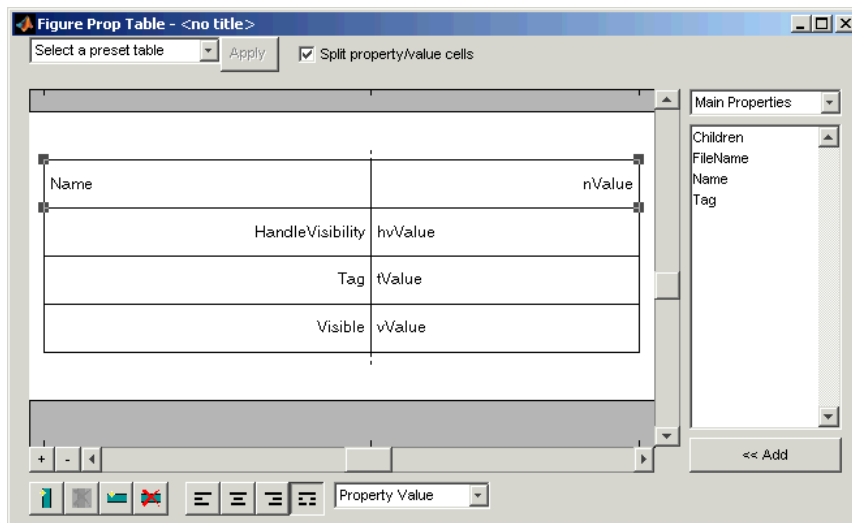 Figure Prop Table - <no title>
Select a preset table Apply Split property/value cells
Main Properties
Children
FileName
Name
Tag
Name nValue
HandleVisibility hvValue
Tag tValue
Visible vValue
+ -
<< Add
Property Value